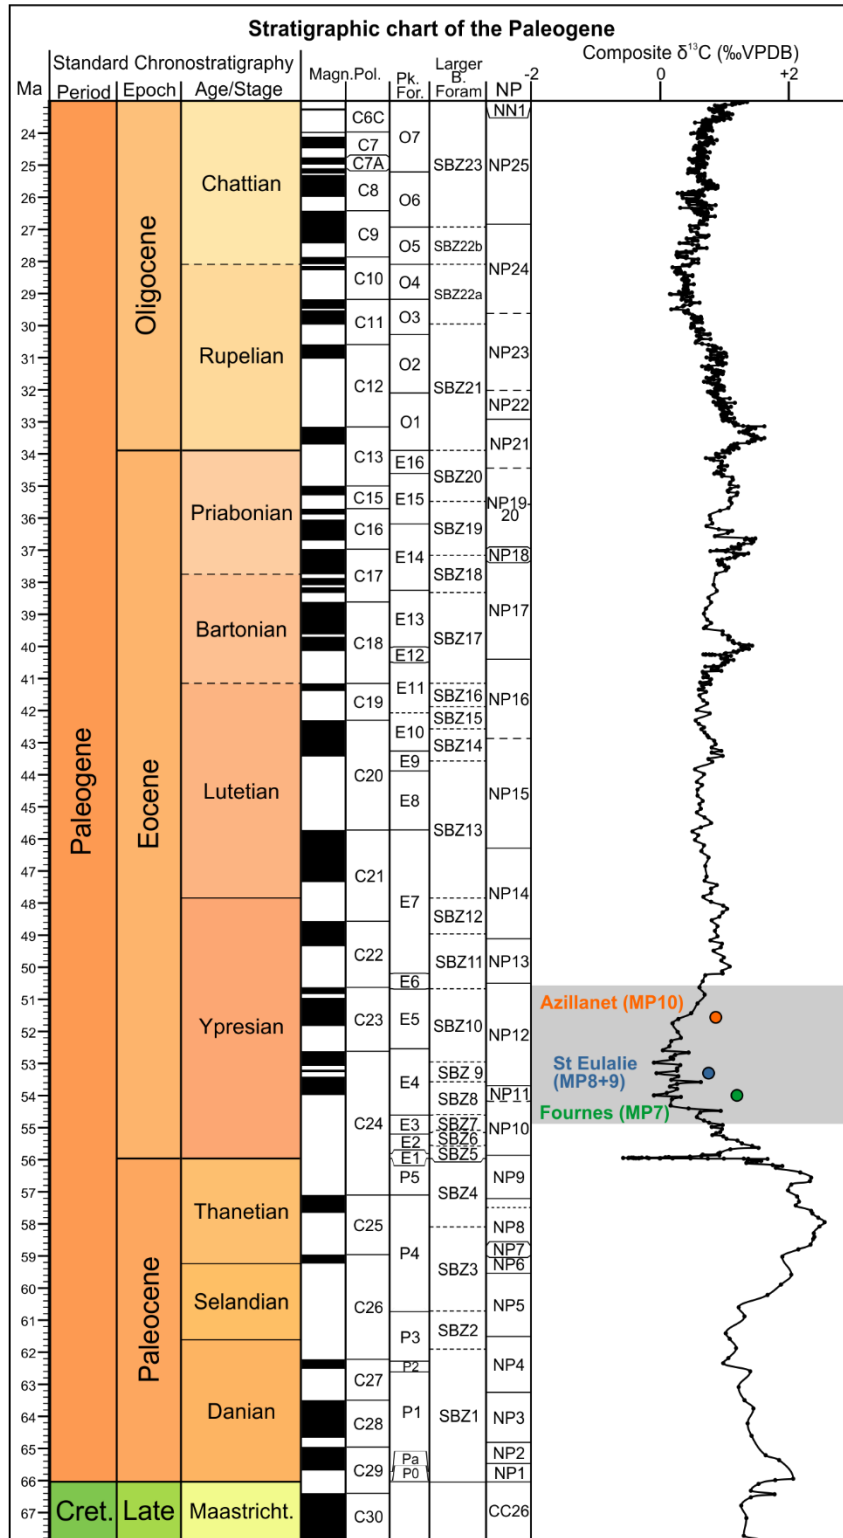 Stratigraphic chart of the Paleogene
Standard Chronostratigraphy
Magn.Pol.
Pk.
For.
Larger
B.
Foram
NP
Composite δ¹³C (‰VPDB)
-2
0
+2
Ma
Period
Epoch
Age/Stage
24
25
26
27
28
29
30
31
32
33
34
35
36
37
38
39
40
41
42
43
44
45
46
47
48
49
50
51
52
53
54
55
56
57
58
59
60
61
62
63
64
65
66
67
Paleogene
Cret.
Oligocene
Eocene
Paleocene
Late
Chattian
Rupelian
Priabonian
Bartonian
Lutetian
Ypresian
Thanetian
Selandian
Danian
Maastricht.
C6C
C7
C7A
C8
C9
C10
C11
C12
C13
C15
C16
C17
C18
C19
C20
C21
C22
C23
C24
C25
C26
C27
C28
C29
C30
O7
O6
O5
O4
O3
O2
O1
E16
E15
E14
E13
E12
E11
E10
E9
E8
E7
E6
E5
E4
E3
E2
E1
P5
P4
P3
P2
P1
Pa
P0
SBZ23
SBZ22b
SBZ22a
SBZ21
SBZ20
SBZ19
SBZ18
SBZ17
SBZ16
SBZ15
SBZ14
SBZ13
SBZ12
SBZ11
SBZ10
SBZ 9
SBZ8
SBZ7
SBZ6
SBZ5
SBZ4
SBZ3
SBZ2
SBZ1
NN1
NP25
NP24
NP23
NP22
NP21
NP19-
20
NP18
NP17
NP16
NP15
NP14
NP13
NP12
NP11
NP10
NP9
NP8
NP7
NP6
NP5
NP4
NP3
NP2
NP1
CC26
Azillanet (MP10)
St Eulalie
(MP8+9)
Fournes (MP7)